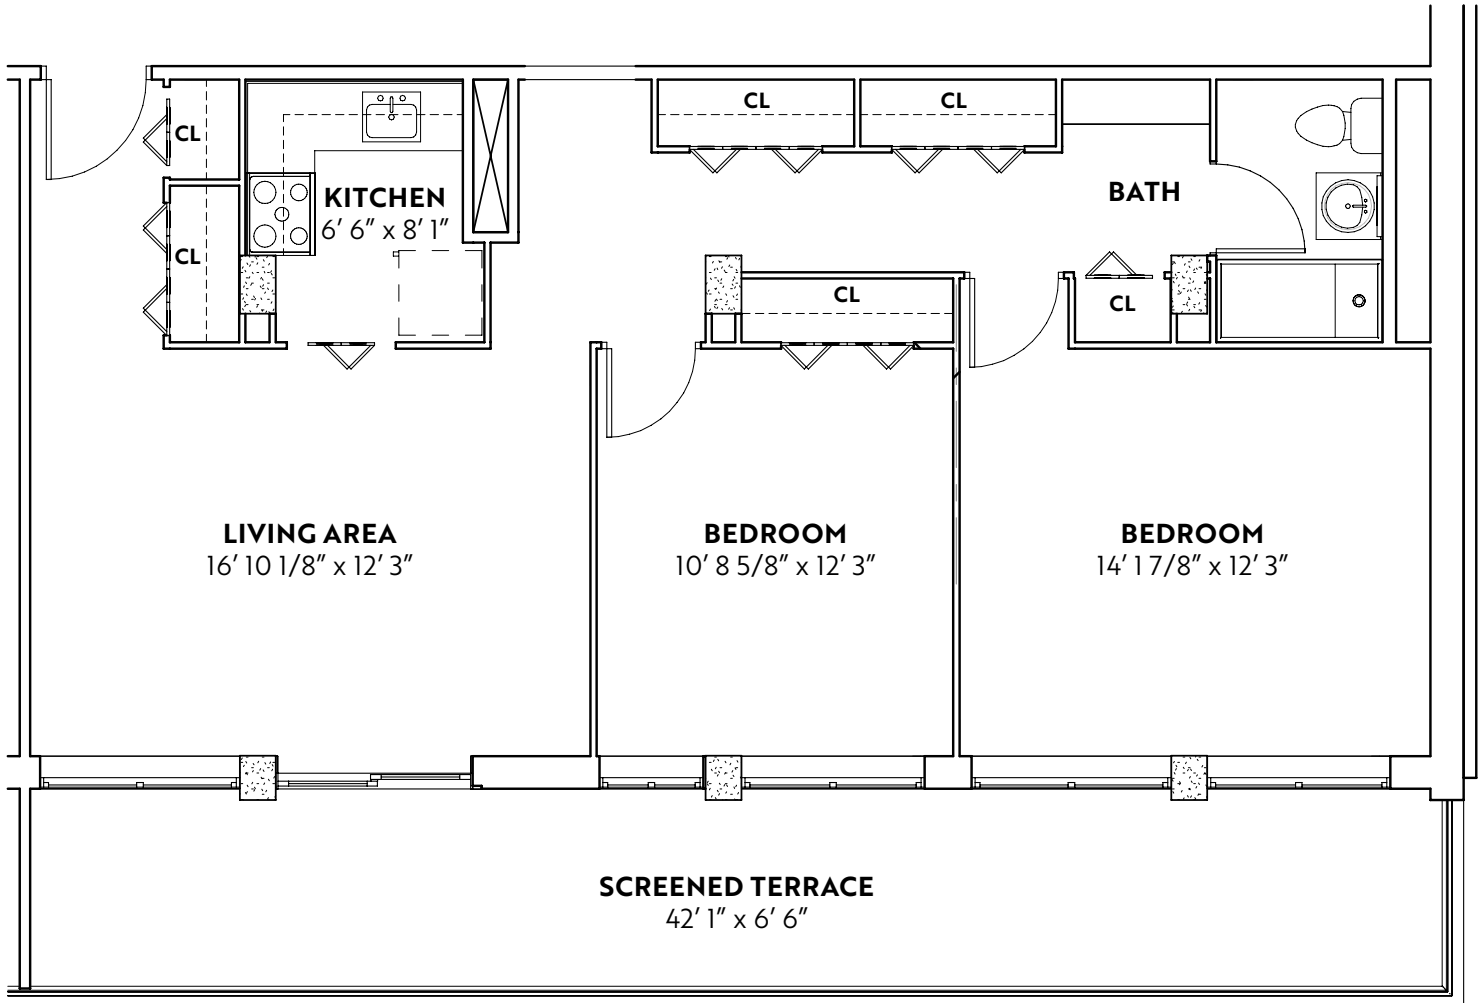 CL
CL
CL
KITCHEN
6′ 6″ x 8′ 1″
BATH
CL
CL
CL
LIVING AREA
16′ 10 1/8″ x 12′ 3″
BEDROOM
10′ 8 5/8″ x 12′ 3″
BEDROOM
14′ 1 7/8″ x 12′ 3″
SCREENED TERRACE
42′ 1″ x 6′ 6″